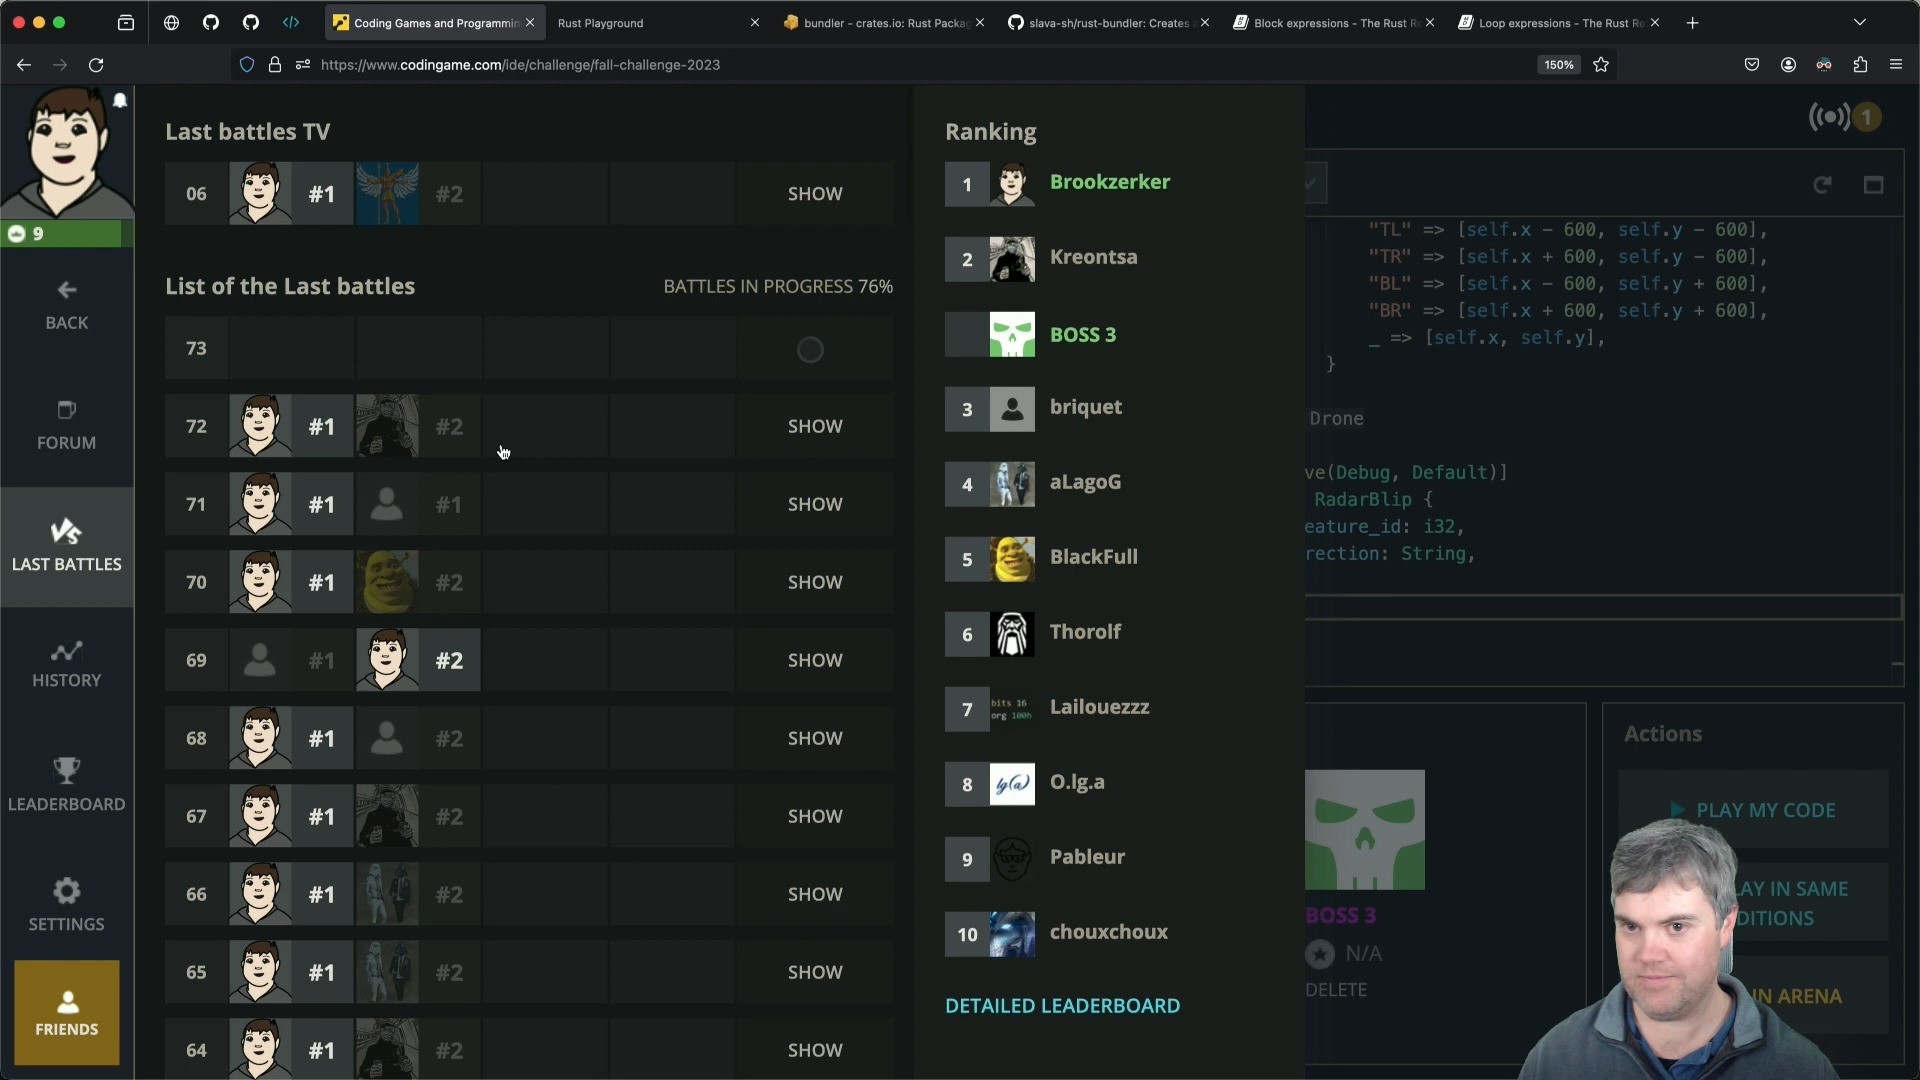 Coding Games and Programmin
Rust Playground
bundler - crates.io: Rust Packa
slava-sh/rust-bundler: Creates
Block expressions - The Rust R
Loop expressions - The Rust Re
https://www.codingame.com/ide/challenge/fall-challenge-2023
150%
9
BACK
FORUM
VS
LAST BATTLES
HISTORY
LEADERBOARD
SETTINGS
FRIENDS
Last battles TV
06 #1 #2 SHOW
List of the Last battles
BATTLES IN PROGRESS 76%
73
72 #1 #2 SHOW
71 #1 #1 SHOW
70 #1 #2 SHOW
69 #1 #2 SHOW
68 #1 #2 SHOW
67 #1 #2 SHOW
66 #1 #2 SHOW
65 #1 #2 SHOW
64 #1 #2 SHOW
Ranking
1 Brookzerker
2 Kreontsa
BOSS 3
3 briquet
4 aLagoG
5 BlackFull
6 Thorolf
7 bits 16
org 100h
Lailouezzz
8 lg(a) O.lg.a
9 Pableur
10 chouxchoux
DETAILED LEADERBOARD
1
"TL" => [self.x - 600, self.y - 600],
"TR" => [self.x + 600, self.y - 600],
"BL" => [self.x - 600, self.y + 600],
"BR" => [self.x + 600, self.y + 600],
_ => [self.x, self.y],
}
Drone
ve(Debug, Default)]
RadarBlip {
eature_id: i32,
rection: String,
BOSS 3
N/A
DELETE
Actions
PLAY MY CODE
LAY IN SAME
DITIONS
IN ARENA